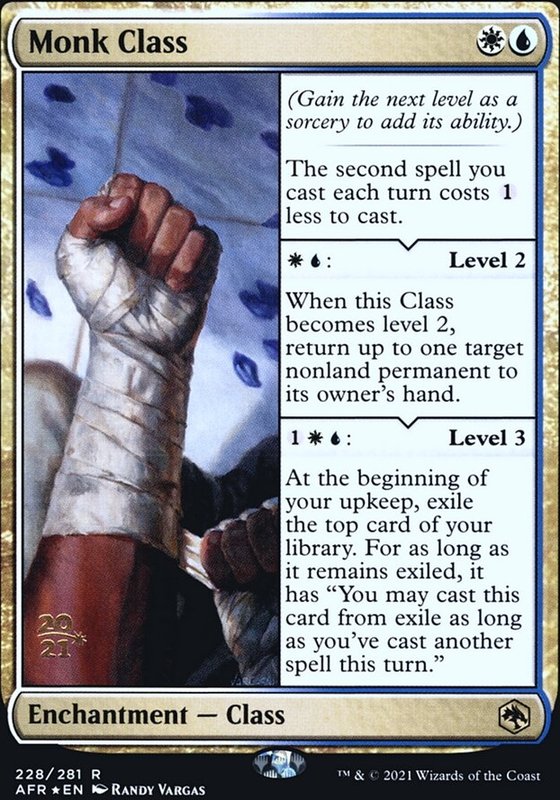 Monk Class
(Gain the next level as a
sorcery to add its ability.)
The second spell you
cast each turn costs 1
less to cast.
: Level 2
When this Class
becomes level 2,
return up to one target
nonland permanent to
its owner's hand.
1 : Level 3
At the beginning of
your upkeep, exile
the top card of your
library. For as long as
it remains exiled, it
has “You may cast this
card from exile as long
as you've cast another
spell this turn.”
20
21
Enchantment — Class
228/281 R
AFR ★ EN RANDY VARGAS
™ & © 2021 Wizards of the Coast